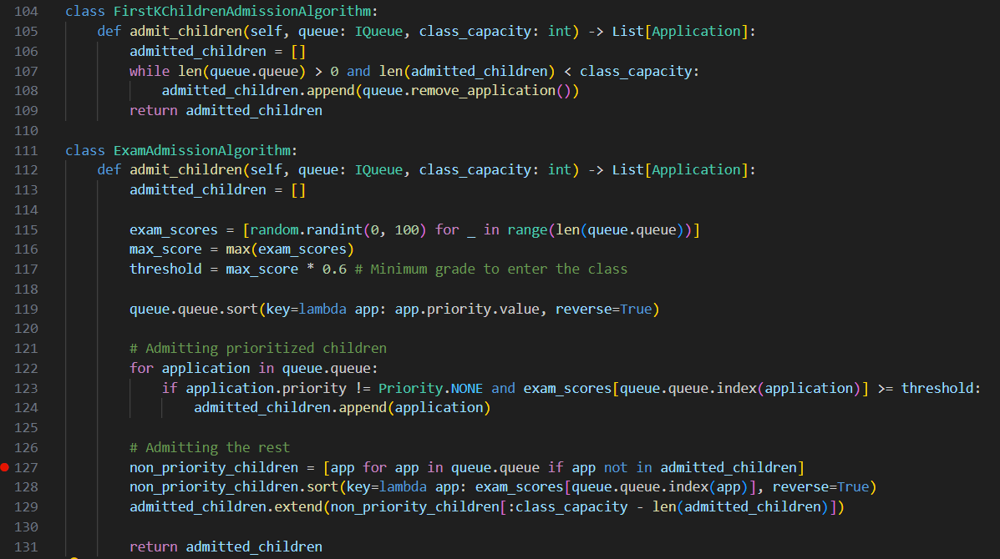 104 class FirstKChildrenAdmissionAlgorithm:
105     def admit_children(self, queue: IQueue, class_capacity: int) -> List[Application]:
106         admitted_children = []
107         while len(queue.queue) > 0 and len(admitted_children) < class_capacity:
108             admitted_children.append(queue.remove_application())
109         return admitted_children
110
111 class ExamAdmissionAlgorithm:
112     def admit_children(self, queue: IQueue, class_capacity: int) -> List[Application]:
113         admitted_children = []
114
115         exam_scores = [random.randint(0, 100) for _ in range(len(queue.queue))]
116         max_score = max(exam_scores)
117         threshold = max_score * 0.6 # Minimum grade to enter the class
118
119         queue.queue.sort(key=lambda app: app.priority.value, reverse=True)
120
121         # Admitting prioritized children
122         for application in queue.queue:
123             if application.priority != Priority.NONE and exam_scores[queue.queue.index(application)] >= threshold:
124                 admitted_children.append(application)
125
126         # Admitting the rest
127         non_priority_children = [app for app in queue.queue if app not in admitted_children]
128         non_priority_children.sort(key=lambda app: exam_scores[queue.queue.index(app)], reverse=True)
129         admitted_children.extend(non_priority_children[:class_capacity - len(admitted_children)])
130
131         return admitted_children